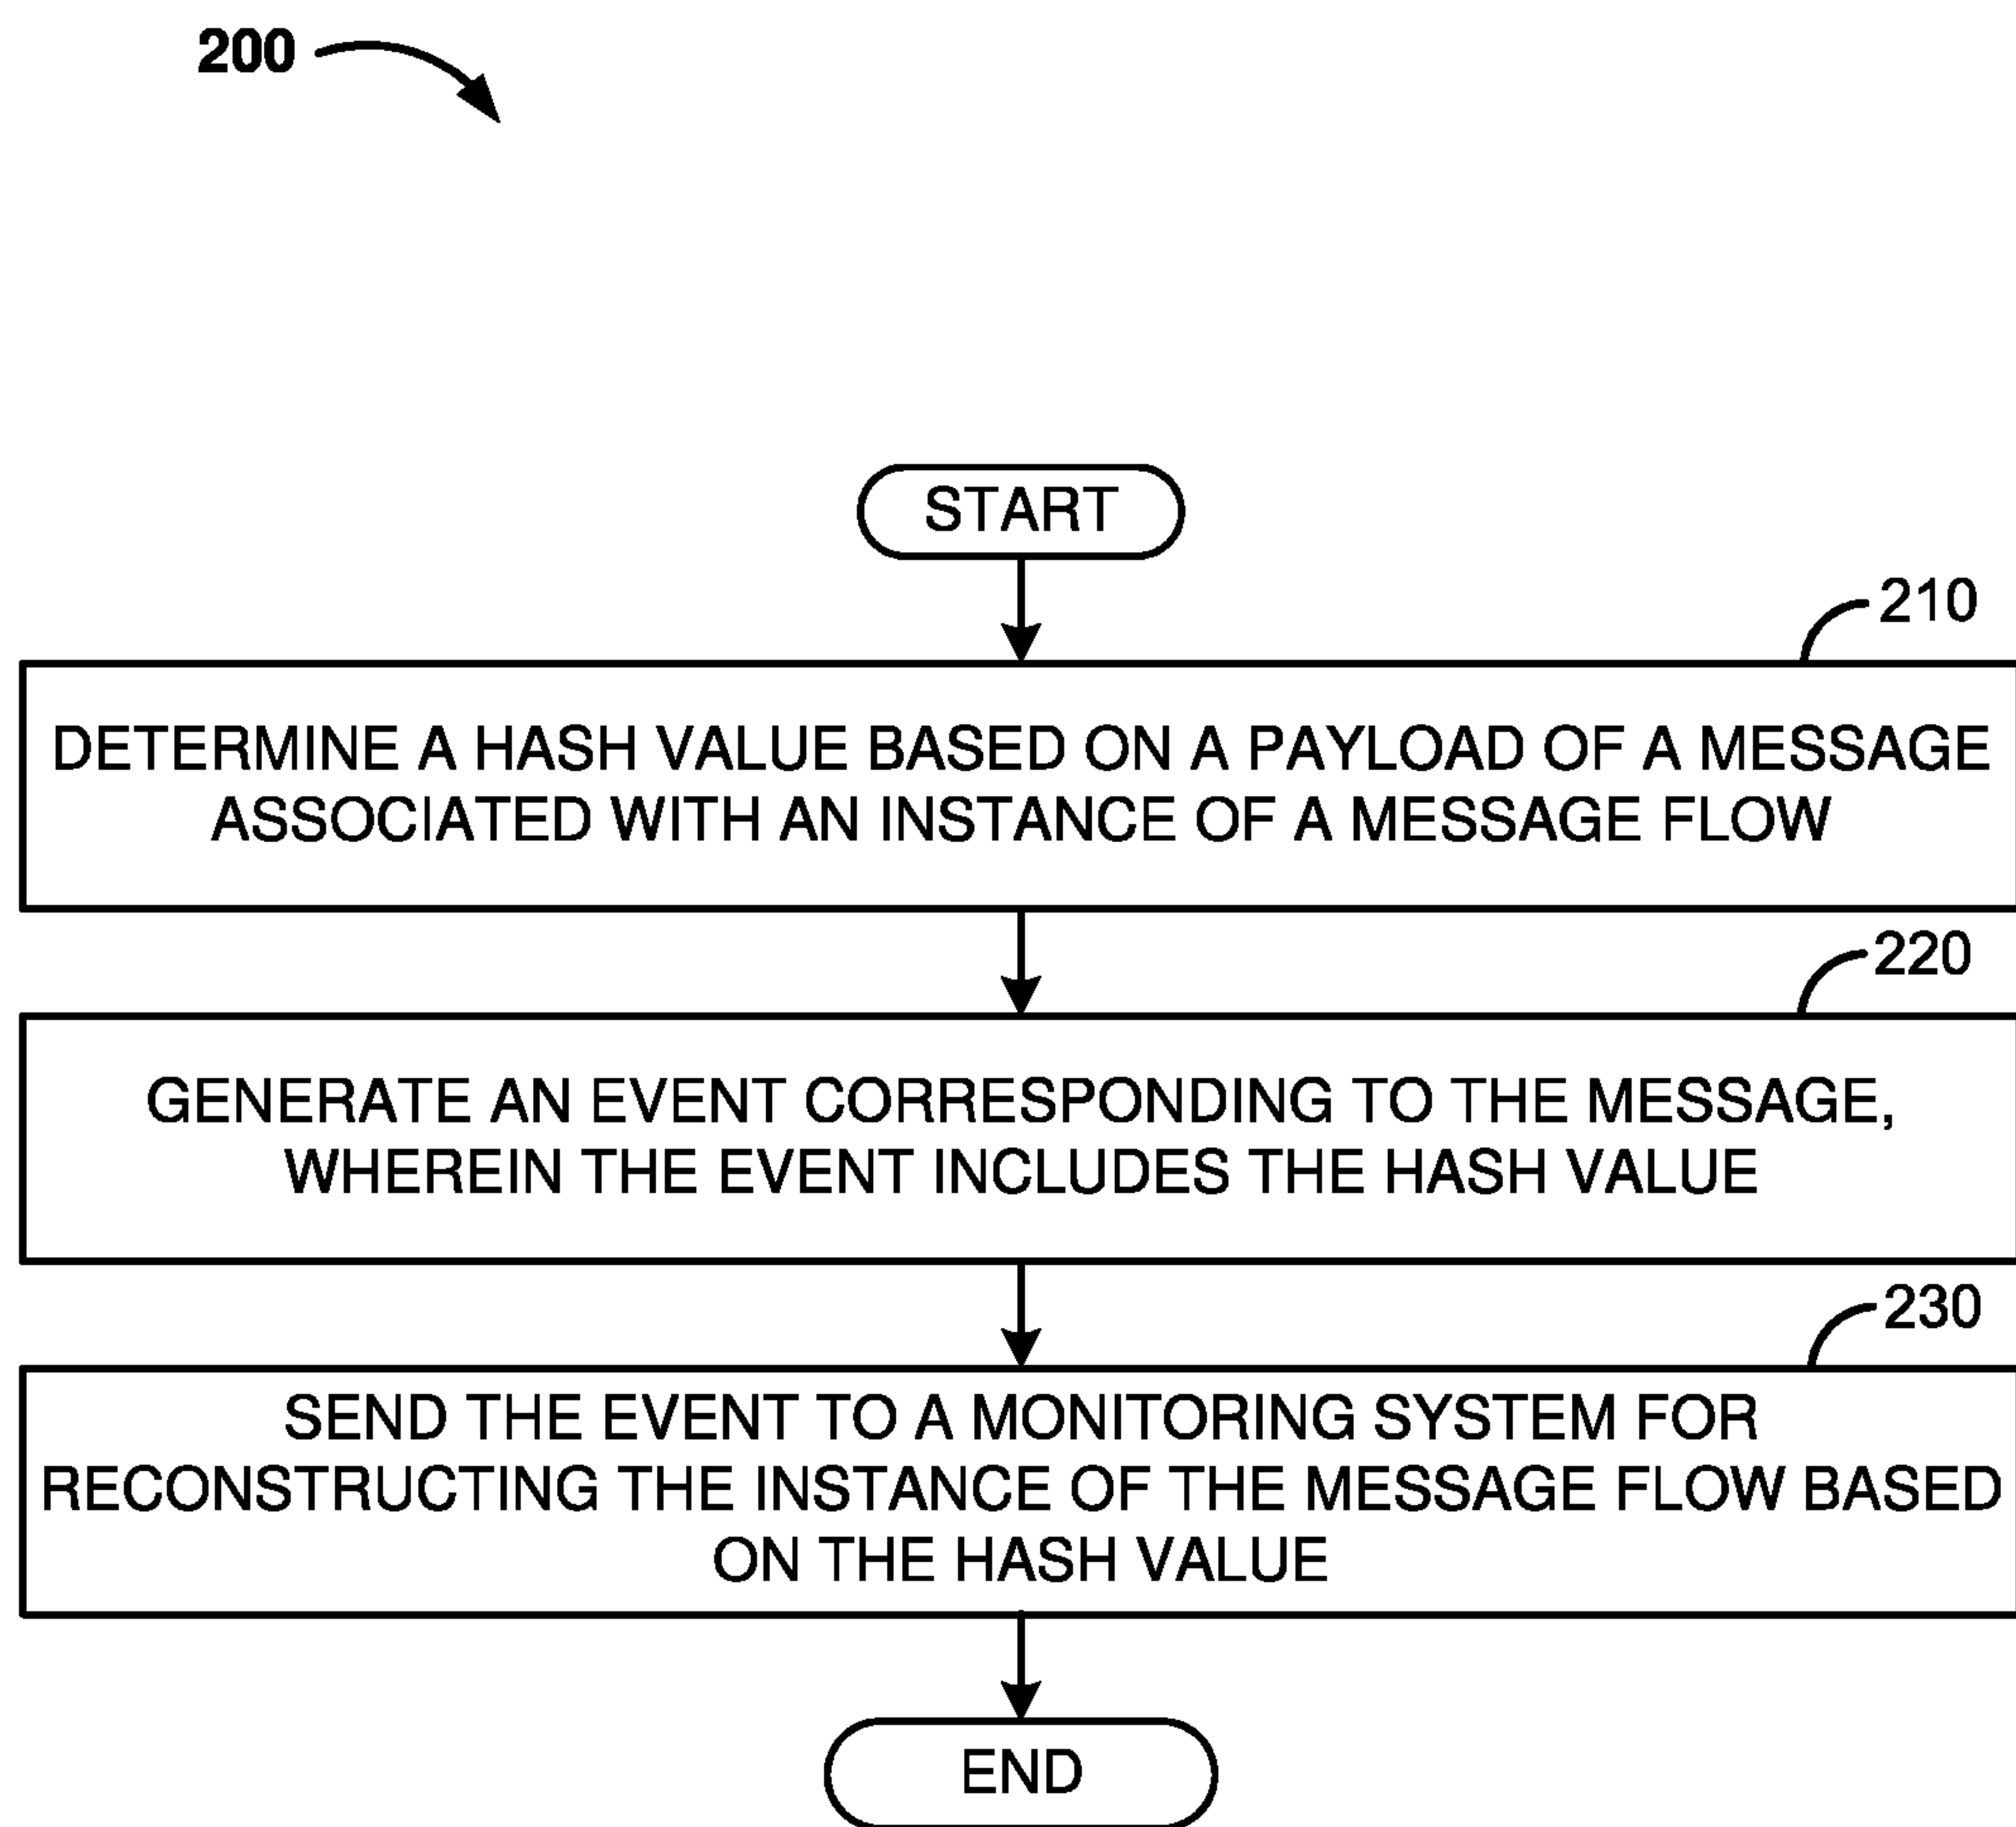 200
START
210
DETERMINE A HASH VALUE BASED ON A PAYLOAD OF A MESSAGE
ASSOCIATED WITH AN INSTANCE OF A MESSAGE FLOW
220
GENERATE AN EVENT CORRESPONDING TO THE MESSAGE,
WHEREIN THE EVENT INCLUDES THE HASH VALUE
230
SEND THE EVENT TO A MONITORING SYSTEM FOR
RECONSTRUCTING THE INSTANCE OF THE MESSAGE FLOW BASED
ON THE HASH VALUE
END